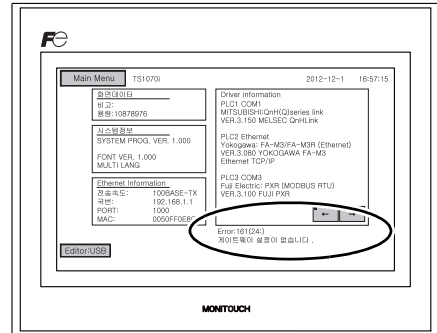 Fe
Main Menu TS1070i 2012-12-1 16:57:15
화면데이터
비고:
용량:10878976
시스템정보
SYSTEM PROG. VER. 1.000
FONT VER. 1.000
MULTI LANG
Ethernet Information
전송속도: 100BASE-TX
국번: 192.168.1.1
PORT: 1000
MAC: 0050FF0E8C
Driver information
PLC1 COM1
MITSUBISHI:QnH(Q)series link
VER.3.150 MELSEC QnHLink
PLC2 Ethernet
Yokogawa: FA-M3/FA-M3R (Ethernet)
VER.3.080 YOKOGAWA FA-M3
Ethernet TCP/IP
PLC3 COM3
Fuji Electric: PXR (MODBUS RTU)
VER.3.100 FUJI PXR
← →
Error:161(24:)
게이트웨이 설정이 없습니다 .
Editor:USB
MONITOUCH